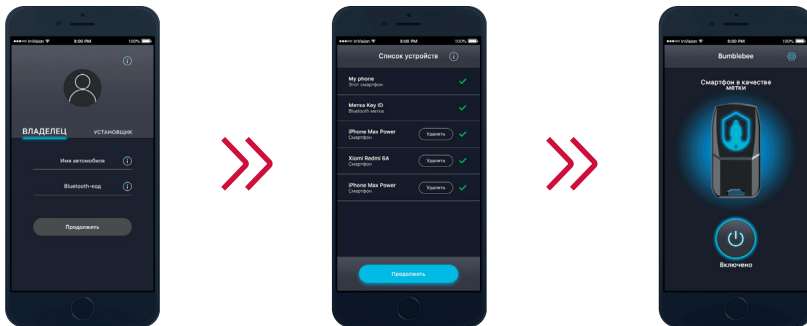 ●●●●○ InVision 8:00 PM 100%
ВЛАДЕЛЕЦ УСТАНОВЩИК
Имя автомобиля
Bluetooth-код
Продолжить
●●●●○ InVision 8:00 PM 100%
Список устройств
My phone
Этот смартфон
Метка Key ID
Bluetooth метка
iPhone Max Power
Смартфон
Удалить
Xiomi Redmi 6A
Смартфон
Удалить
iPhone Max Power
Смартфон
Удалить
Продолжить
●●●●○ InVision 8:00 PM 100%
Bumblebee
Смартфон в качестве
метки
Включено